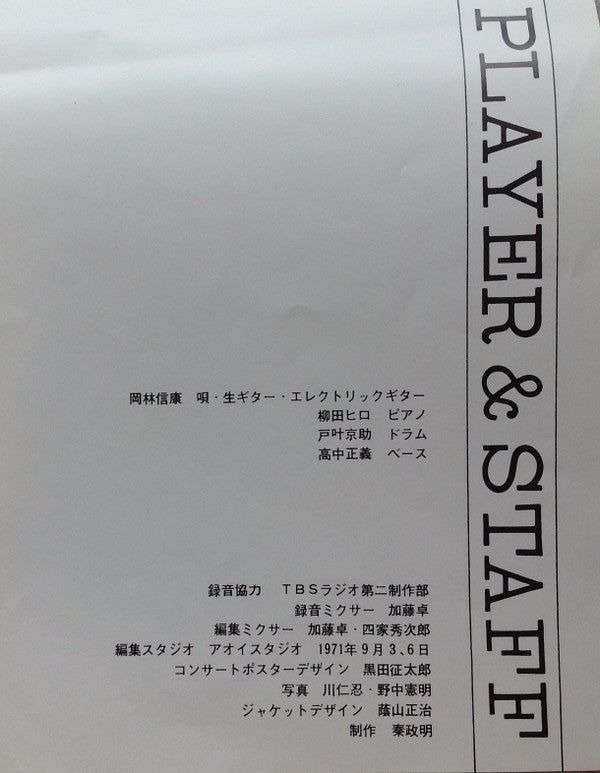 PLAYER & STAFF
岡林信康 唄・生ギター・エレクトリックギター
柳田ヒロ ピアノ
戸叶京助 ドラム
高中正義 ベース
録音協力 TBSラジオ第二制作部
録音ミクサー 加藤卓
編集ミクサー 加藤卓・四家秀次郎
編集スタジオ アオイスタジオ 1971年9月3、6日
コンサートポスターデザイン 黒田征太郎
写真 川仁忍・野中憲明
ジャケットデザイン 蔭山正治
制作 秦政明